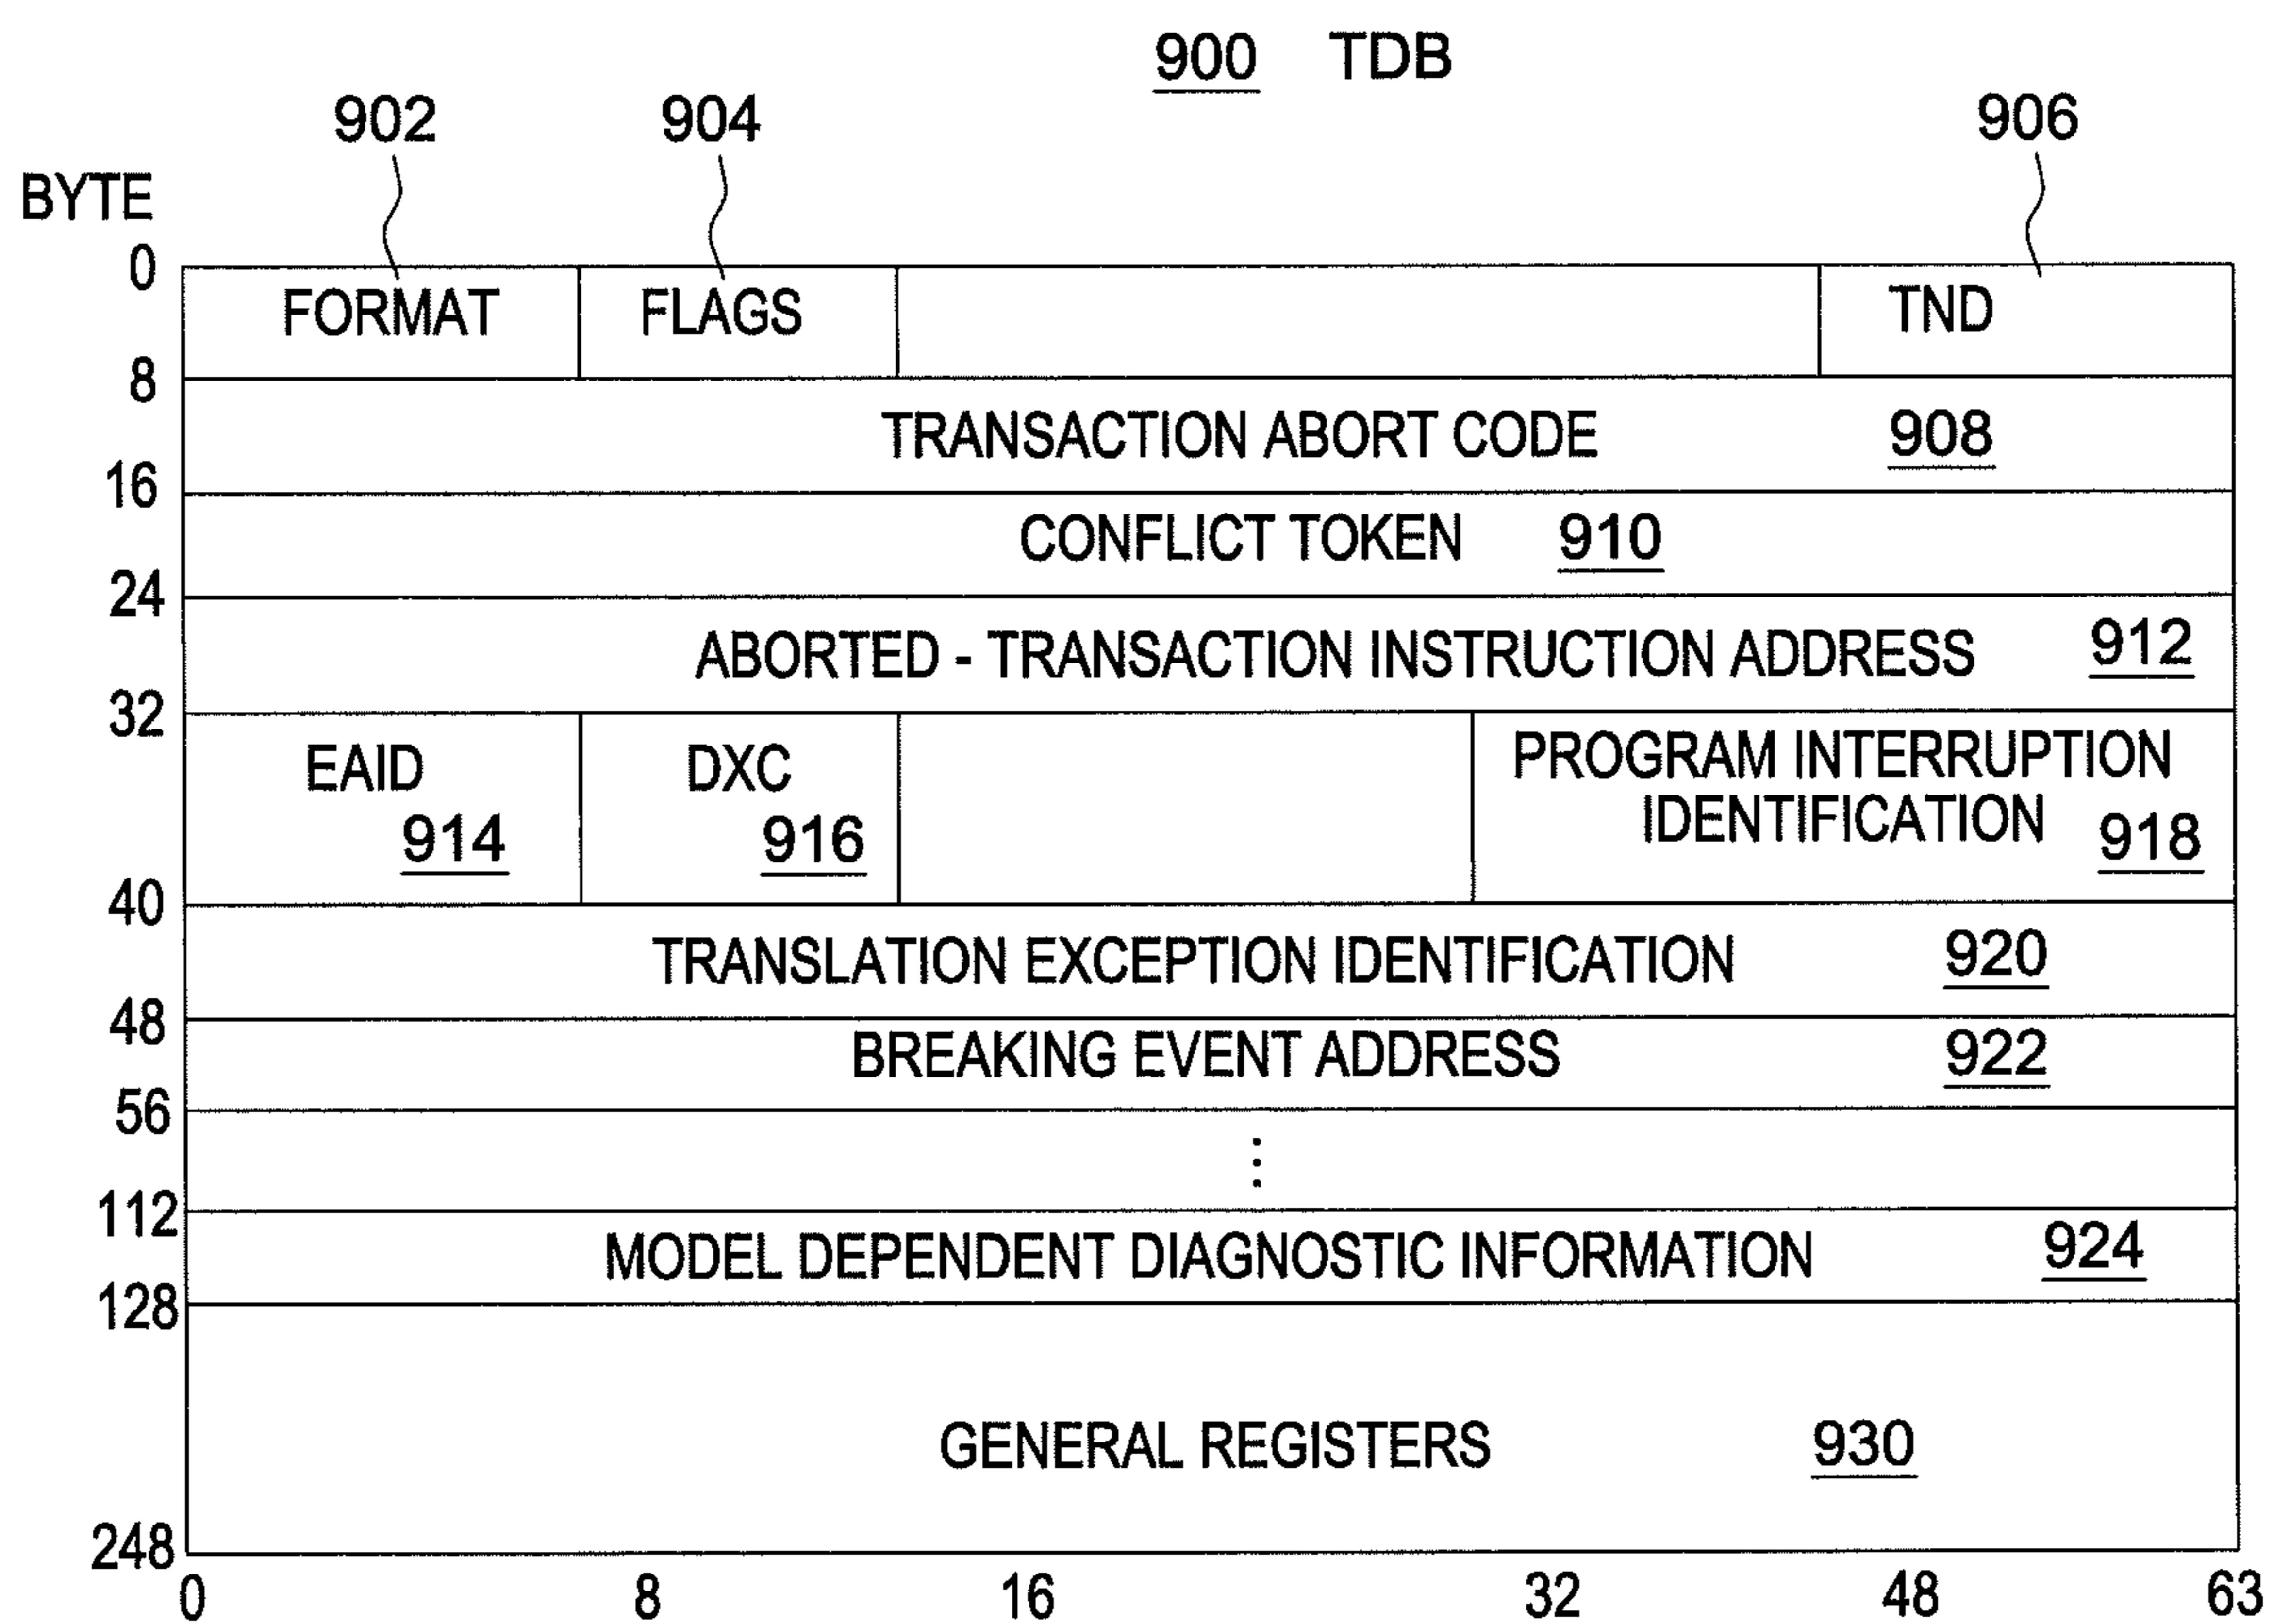 900 TDB
902 904 906
BYTE
0
FORMAT FLAGS TND
8
TRANSACTION ABORT CODE 908
16
CONFLICT TOKEN 910
24
ABORTED - TRANSACTION INSTRUCTION ADDRESS 912
32
EAID 914
DXC 916
PROGRAM INTERRUPTION
IDENTIFICATION 918
40
TRANSLATION EXCEPTION IDENTIFICATION 920
48
BREAKING EVENT ADDRESS 922
56
⋮
112
MODEL DEPENDENT DIAGNOSTIC INFORMATION 924
128
GENERAL REGISTERS 930
248
0 8 16 32 48 63